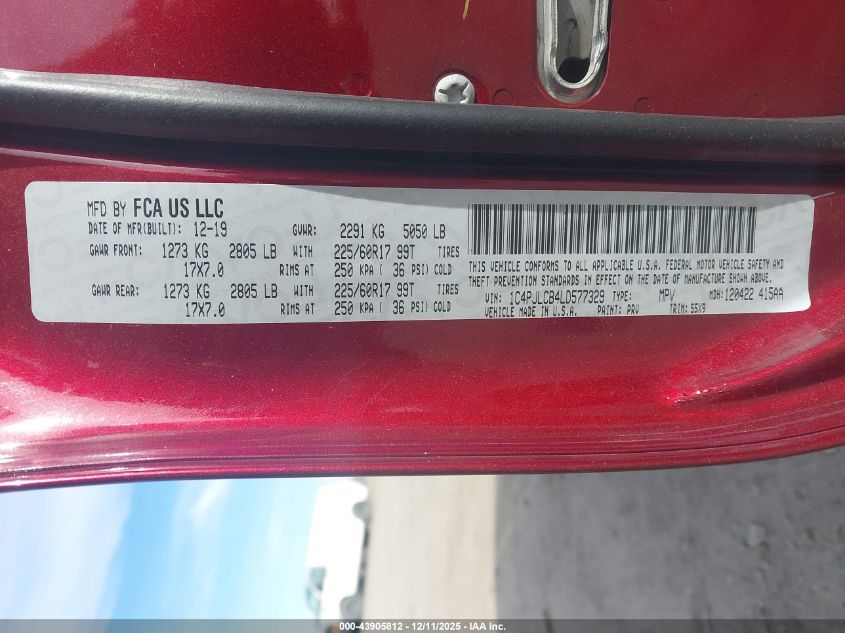 MFD BY FCA US LLC
DATE OF MFR(BUILT): 12-19 GVWR: 2291 KG 5050 LB
GAWR FRONT: 1273 KG 2805 LB WITH 225/60R17 99T TIRES
17X7.0 RIMS AT 250 KPA ( 36 PSI) COLD
GAWR REAR: 1273 KG 2805 LB WITH 225/60R17 99T TIRES
17X7.0 RIMS AT 250 KPA ( 36 PSI) COLD
THIS VEHICLE CONFORMS TO ALL APPLICABLE U.S.A. FEDERAL MOTOR VEHICLE SAFETY AND
THEFT PREVENTION STANDARDS IN EFFECT ON THE DATE OF MANUFACTURE SHOWN ABOVE.
VIN: 1C4PJLCB4LD577329 TYPE: MPV MDH: 120422 415AA
VEHICLE MADE IN U.S.A. PAINT: PRV TRIM: S5X9
000-43905812 - 12/11/2025 - IAA Inc.